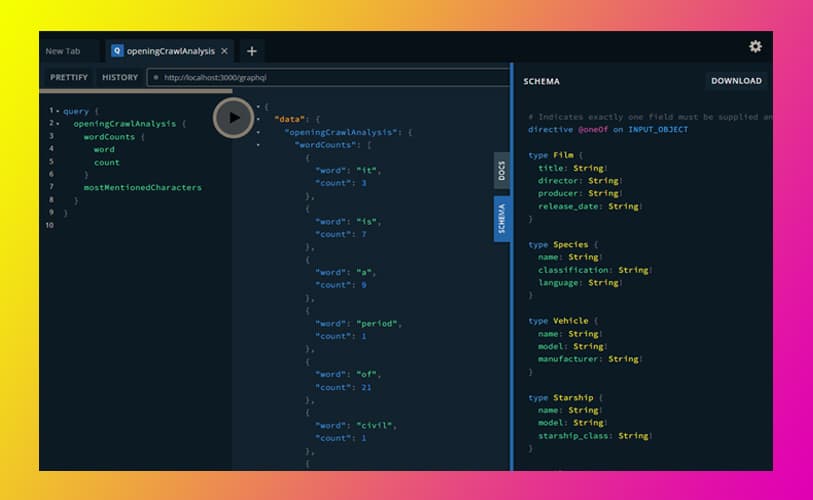 New Tab
Q openingCrawlAnalysis ×
+
PRETTIFY HISTORY http://localhost:3000/graphql
1 query {
2 openingCrawlAnalysis {
3 wordCounts {
4 word
5 count
6 }
7 mostMentionedCharacters
8 }
9 }
10
{
"data": {
"openingCrawlAnalysis": {
"wordCounts": [
{
"word": "it",
"count": 3
},
{
"word": "is",
"count": 7
},
{
"word": "a",
"count": 9
},
{
"word": "period",
"count": 1
},
{
"word": "of",
"count": 21
},
{
"word": "civil",
"count": 1
},
{
DOCS
SCHEMA
SCHEMA
DOWNLOAD
# Indicates exactly one field must be supplied an
directive @oneOf on INPUT_OBJECT
type Film {
title: String!
director: String!
producer: String!
release_date: String!
}
type Species {
name: String!
classification: String!
language: String!
}
type Vehicle {
name: String!
model: String!
manufacturer: String!
}
type Starship {
name: String!
model: String!
starship_class: String!
}